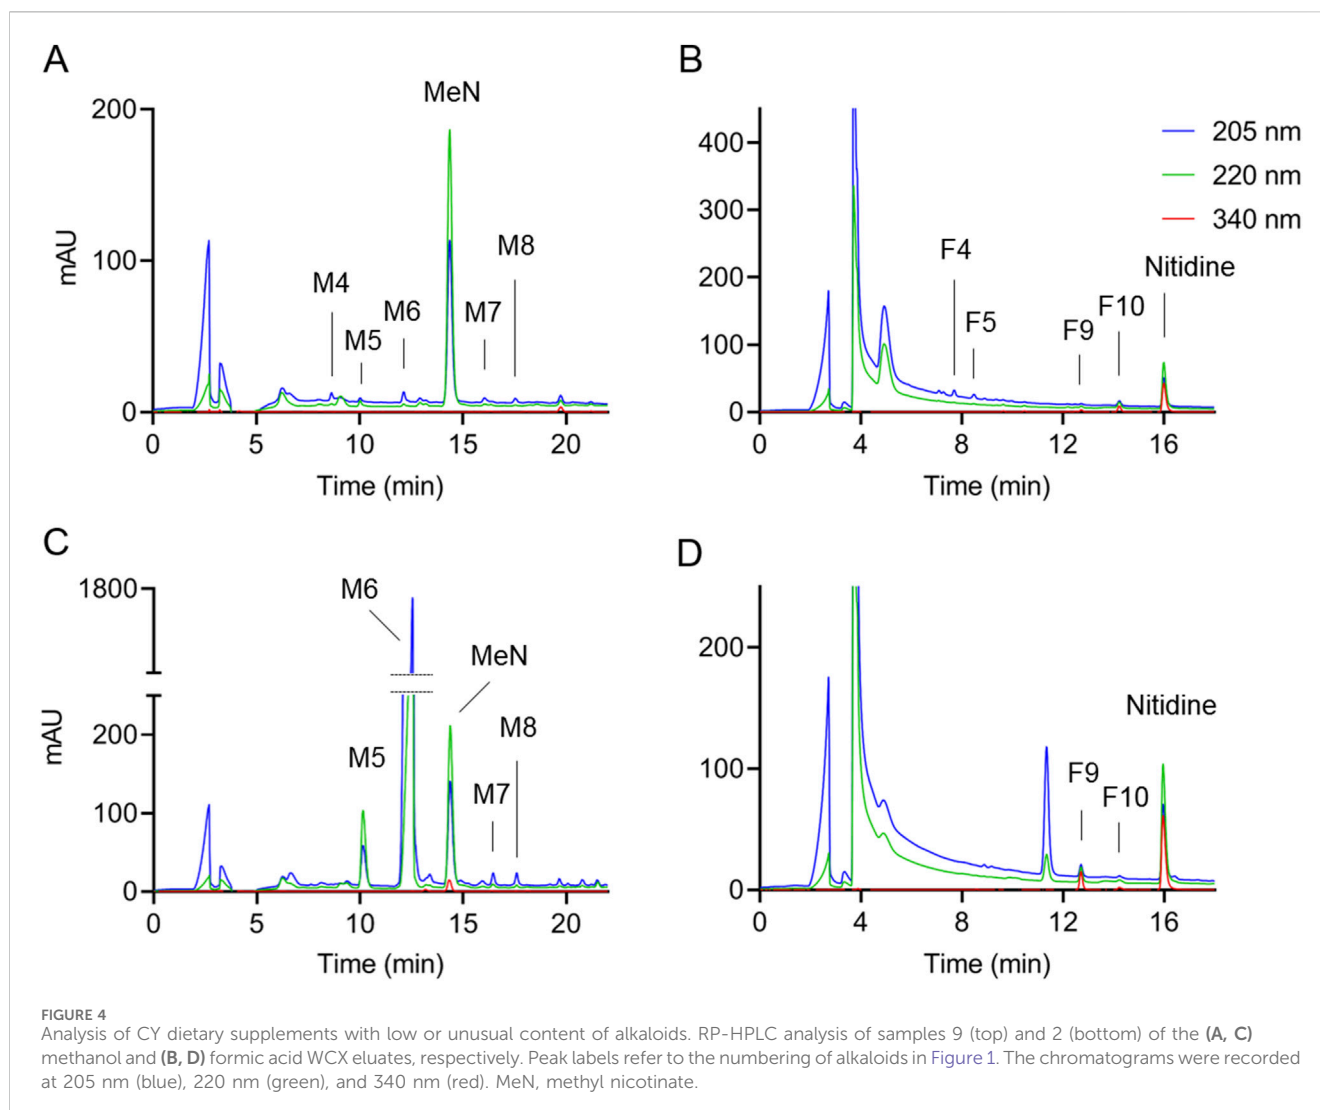 A
200
100
0
mAU
MeN
M4
M5
M6
M7
M8
0 5 10 15 20
Time (min)
B
400
300
200
100
0
F4
F5
F9
F10
Nitidine
205 nm
220 nm
340 nm
0 4 8 12 16
Time (min)
C
1800
200
100
0
mAU
M6
MeN
M5
M7
M8
0 5 10 15 20
Time (min)
D
200
100
0
Nitidine
F9
F10
0 4 8 12 16
Time (min)
FIGURE 4
Analysis of CY dietary supplements with low or unusual content of alkaloids. RP-HPLC analysis of samples 9 (top) and 2 (bottom) of the (A, C)
methanol and (B, D) formic acid WCX eluates, respectively. Peak labels refer to the numbering of alkaloids in Figure 1. The chromatograms were recorded
at 205 nm (blue), 220 nm (green), and 340 nm (red). MeN, methyl nicotinate.